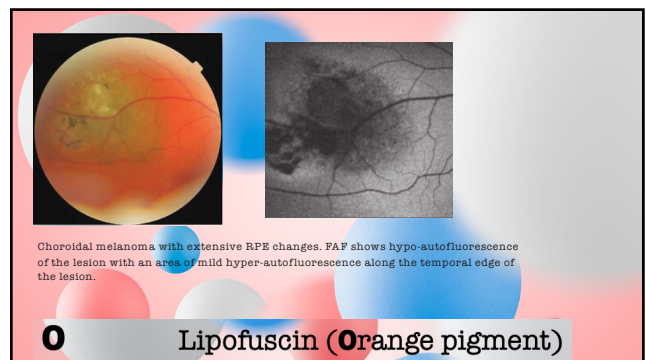 Choroidal melanoma with extensive RPE changes. FAF shows hypo-autofluorescence
of the lesion with an area of mild hyper-autofluorescence along the temporal edge of
the lesion.
O Lipofuscin (Orange pigment)